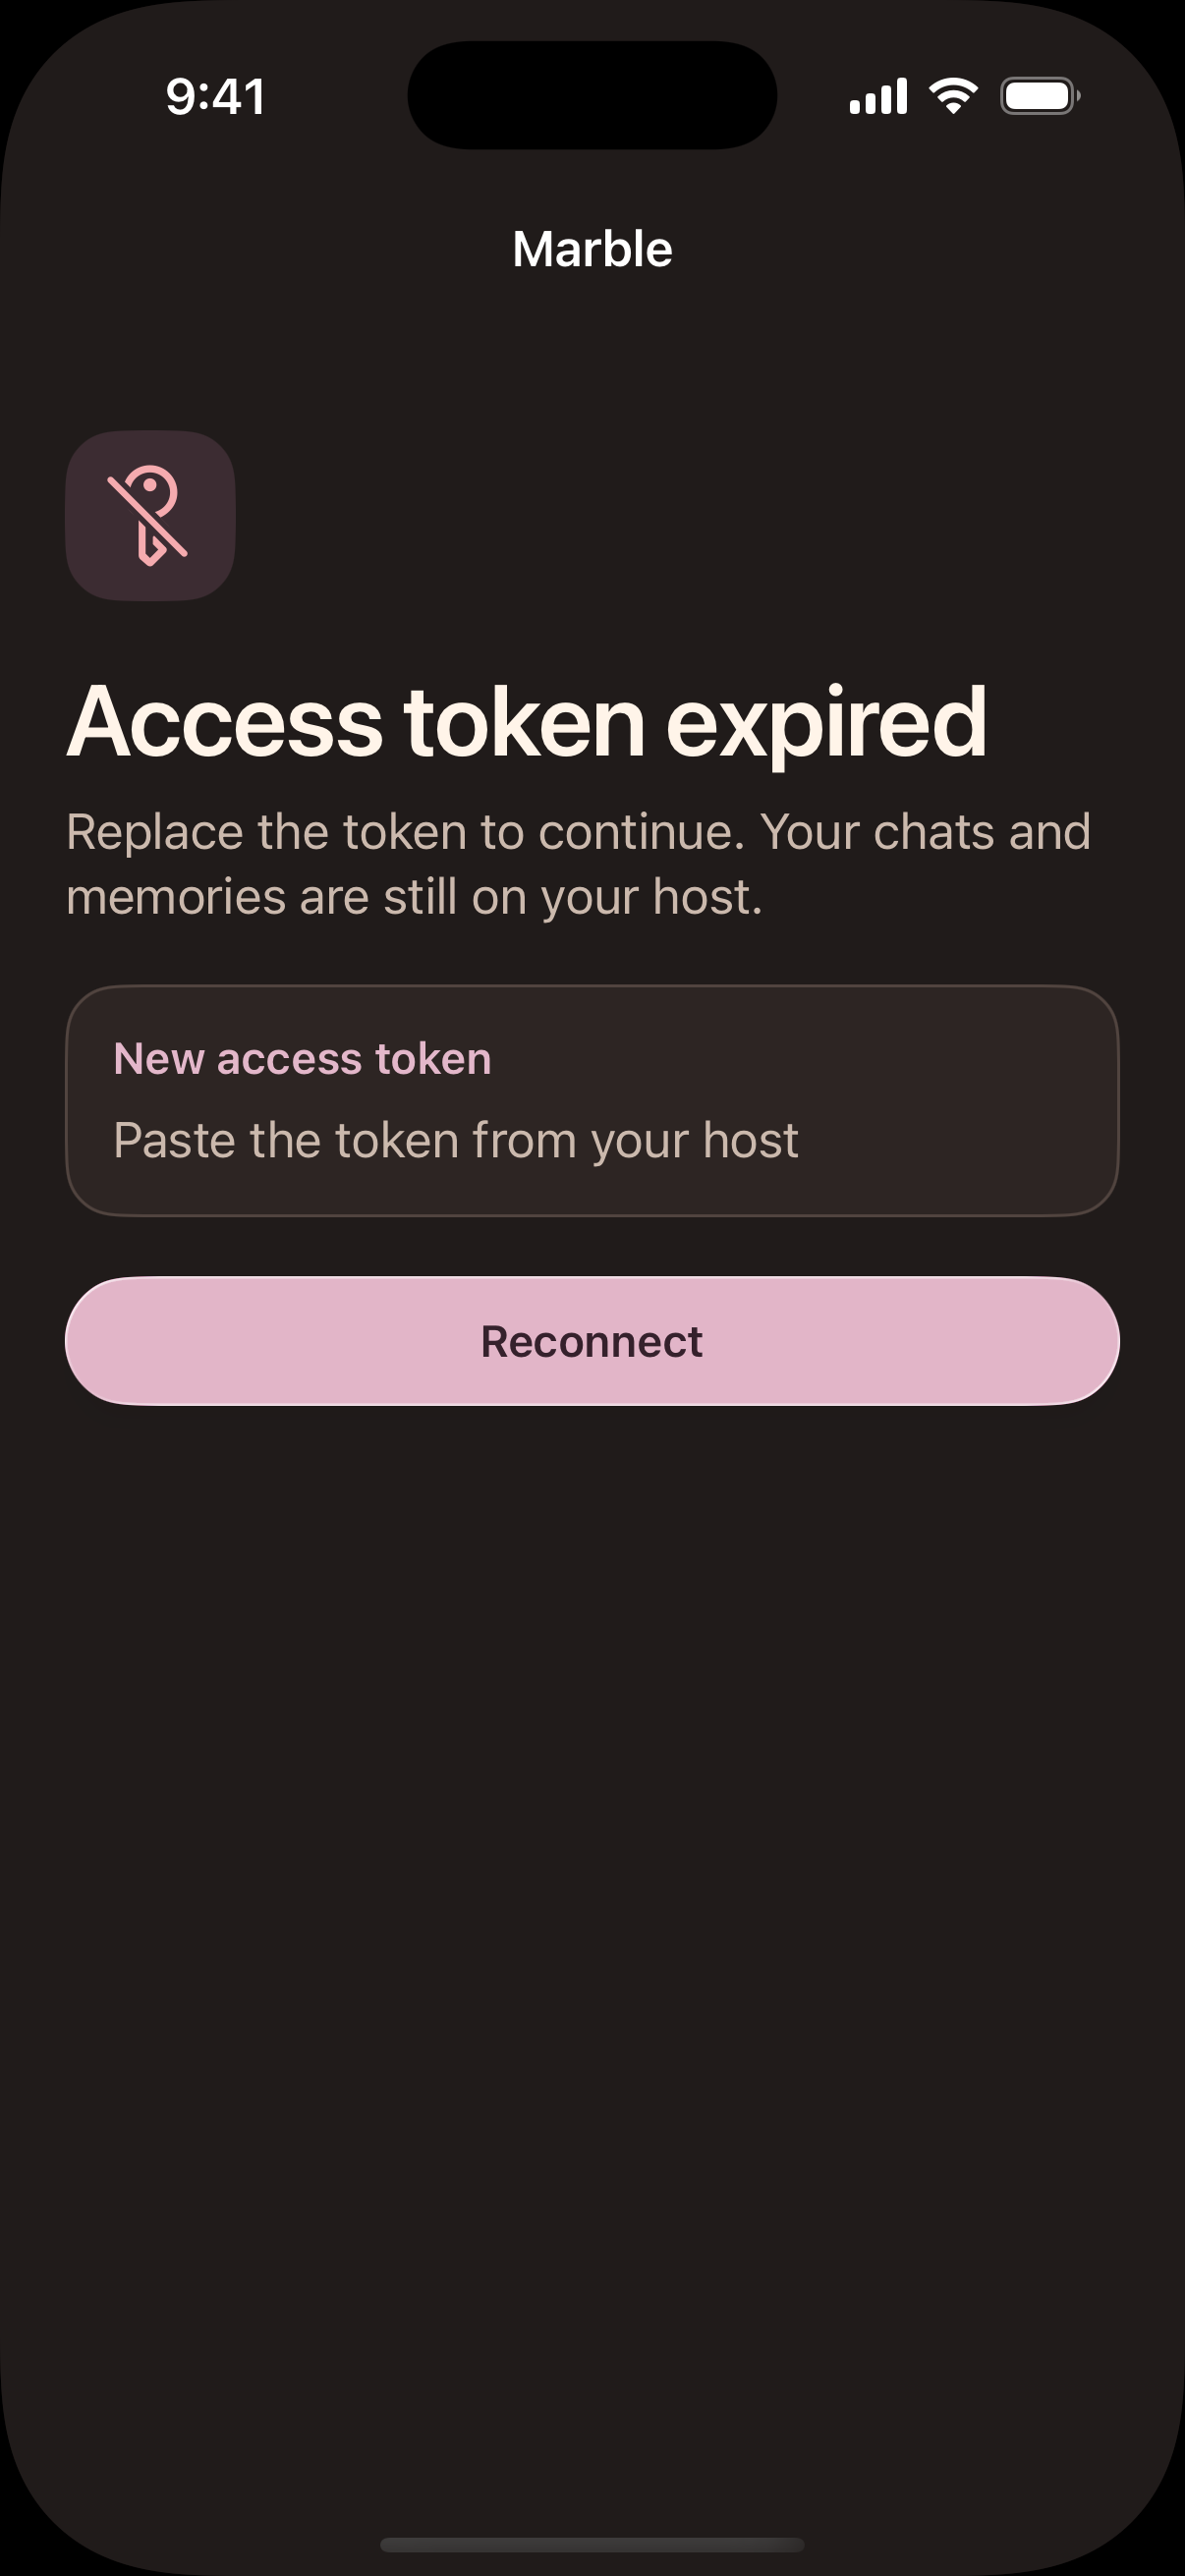 9:41
Marble
Access token expired
Replace the token to continue. Your chats and
memories are still on your host.
New access token
Paste the token from your host
Reconnect